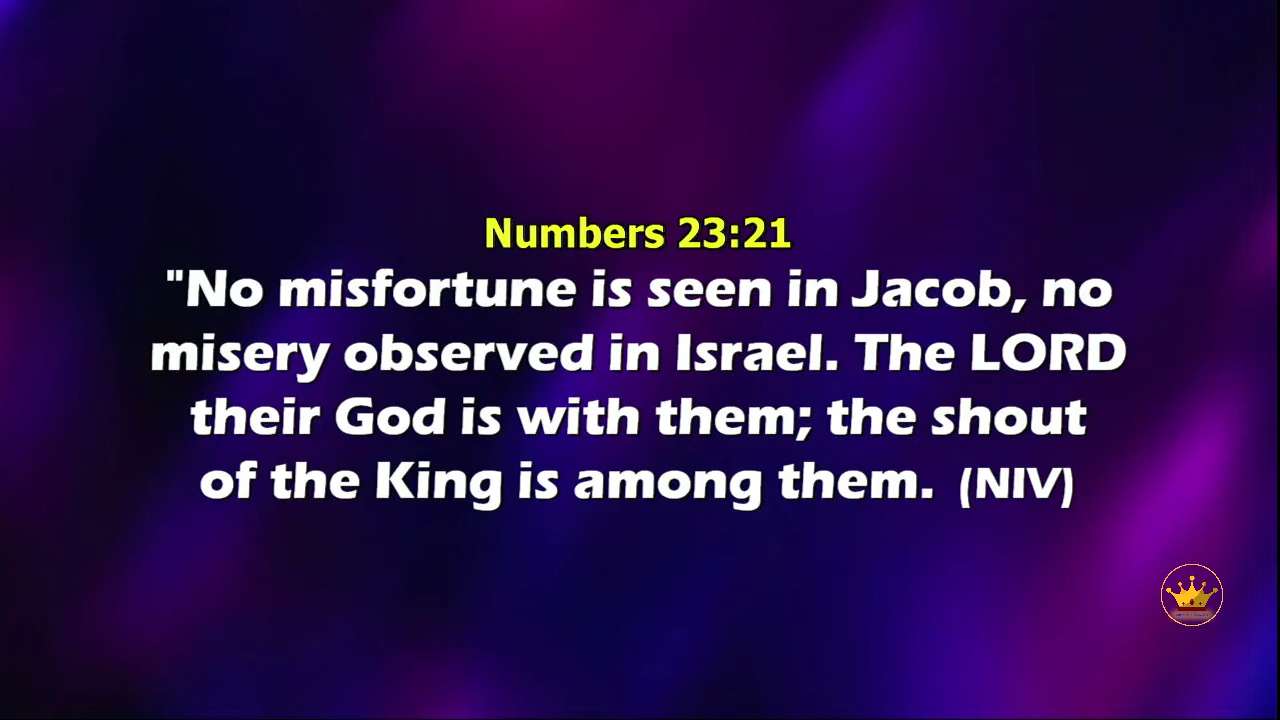 Numbers 23:21
"No misfortune is seen in Jacob, no
misery observed in Israel. The LORD
their God is with them; the shout
of the King is among them. (NIV)